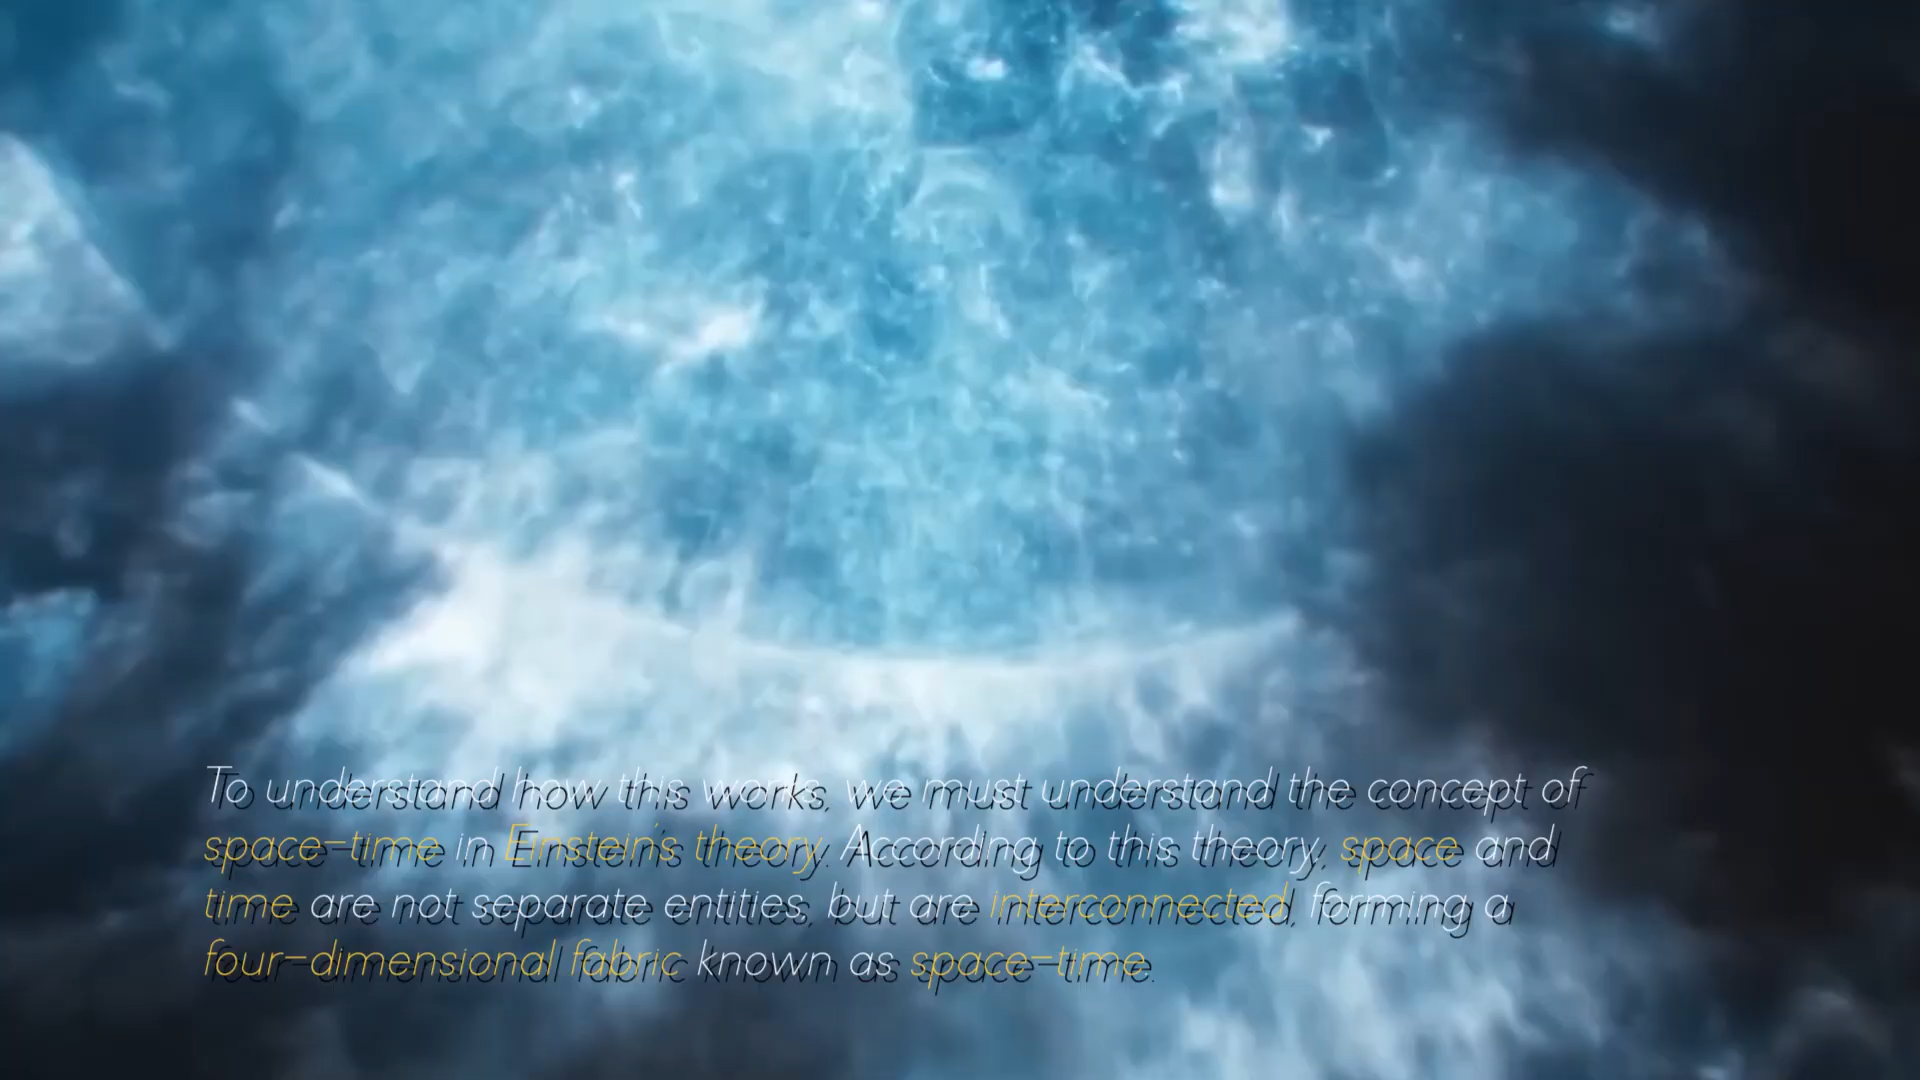 To understand how this works, we must understand the concept of
space-time in Einstein's theory. According to this theory, space and
time are not separate entities, but are interconnected, forming a
four-dimensional fabric known as space-time.